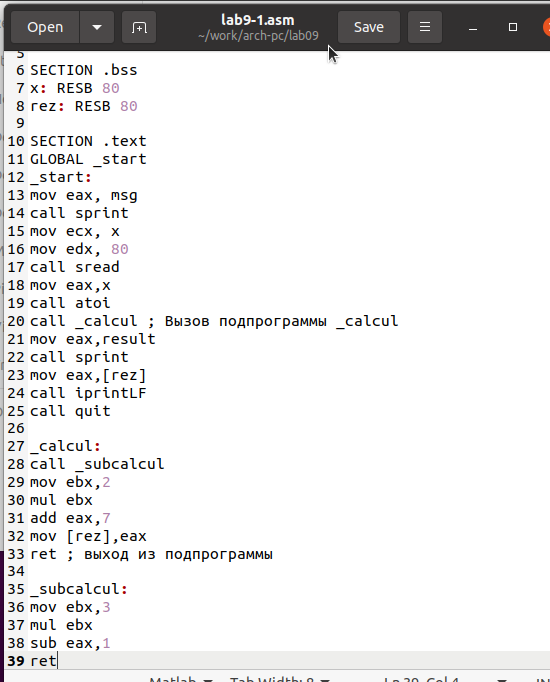 Open
lab9-1.asm
~/work/arch-pc/lab09
Save
5
6 SECTION .bss
7 x: RESB 80
8 rez: RESB 80
9
10 SECTION .text
11 GLOBAL _start
12 _start:
13 mov eax, msg
14 call sprint
15 mov ecx, x
16 mov edx, 80
17 call sread
18 mov eax,x
19 call atoi
20 call _calcul ; Вызов подпрограммы _calcul
21 mov eax,result
22 call sprint
23 mov eax,[rez]
24 call iprintLF
25 call quit
26
27 _calcul:
28 call _subcalcul
29 mov ebx,2
30 mul ebx
31 add eax,7
32 mov [rez],eax
33 ret ; выход из подпрограммы
34
35 _subcalcul:
36 mov ebx,3
37 mul ebx
38 sub eax,1
39 ret
Matlab Tab Width: 8 Ln 39, Col 4